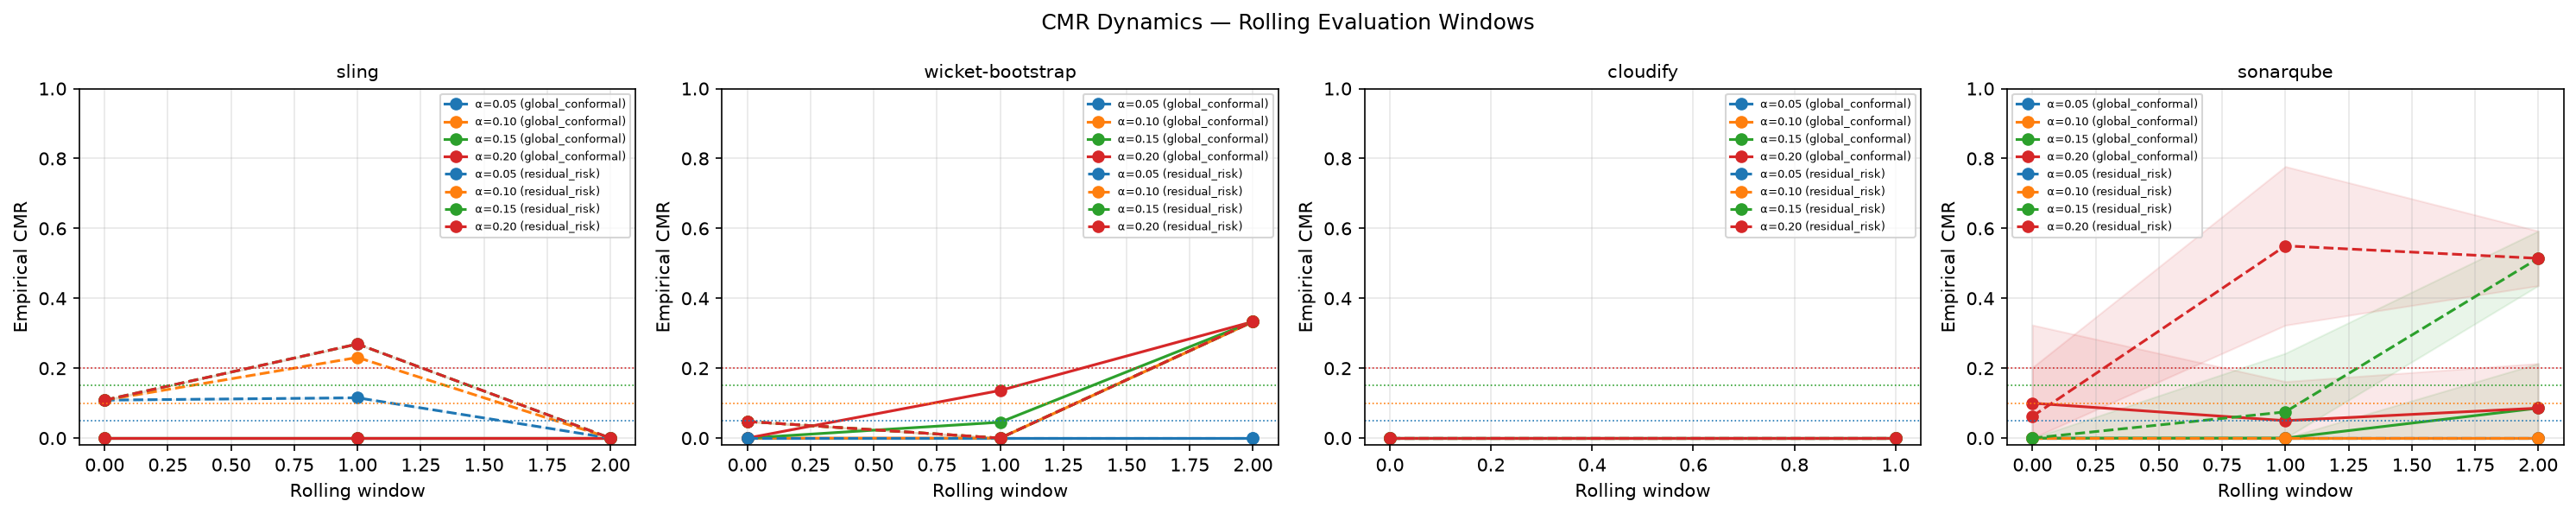 CMR Dynamics — Rolling Evaluation Windows
sling
1.0
0.8
0.6
0.4
0.2
0.0
Empirical CMR
α=0.05 (global_conformal)
α=0.10 (global_conformal)
α=0.15 (global_conformal)
α=0.20 (global_conformal)
α=0.05 (residual_risk)
α=0.10 (residual_risk)
α=0.15 (residual_risk)
α=0.20 (residual_risk)
0.00 0.25 0.50 0.75 1.00 1.25 1.50 1.75 2.00
Rolling window
wicket-bootstrap
1.0
0.8
0.6
0.4
0.2
0.0
Empirical CMR
α=0.05 (global_conformal)
α=0.10 (global_conformal)
α=0.15 (global_conformal)
α=0.20 (global_conformal)
α=0.05 (residual_risk)
α=0.10 (residual_risk)
α=0.15 (residual_risk)
α=0.20 (residual_risk)
0.00 0.25 0.50 0.75 1.00 1.25 1.50 1.75 2.00
Rolling window
cloudify
1.0
0.8
0.6
0.4
0.2
0.0
Empirical CMR
α=0.05 (global_conformal)
α=0.10 (global_conformal)
α=0.15 (global_conformal)
α=0.20 (global_conformal)
α=0.05 (residual_risk)
α=0.10 (residual_risk)
α=0.15 (residual_risk)
α=0.20 (residual_risk)
0.0 0.2 0.4 0.6 0.8 1.0
Rolling window
sonarqube
1.0
0.8
0.6
0.4
0.2
0.0
Empirical CMR
α=0.05 (global_conformal)
α=0.10 (global_conformal)
α=0.15 (global_conformal)
α=0.20 (global_conformal)
α=0.05 (residual_risk)
α=0.10 (residual_risk)
α=0.15 (residual_risk)
α=0.20 (residual_risk)
0.00 0.25 0.50 0.75 1.00 1.25 1.50 1.75 2.00
Rolling window